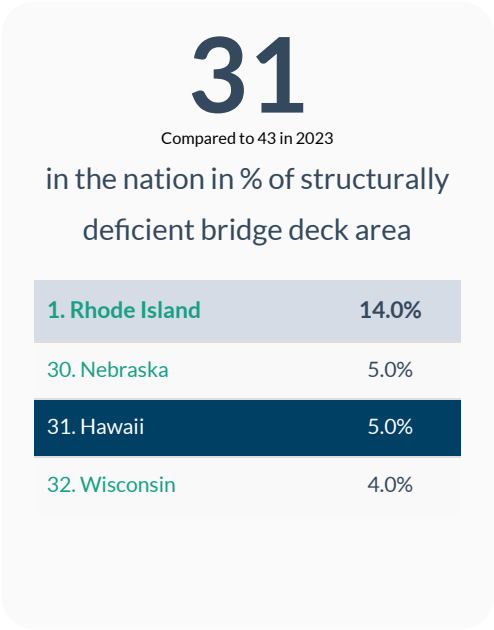 31
Compared to 43 in 2023
in the nation in % of structurally
deficient bridge deck area
1. Rhode Island 14.0%
30. Nebraska 5.0%
31. Hawaii 5.0%
32. Wisconsin 4.0%